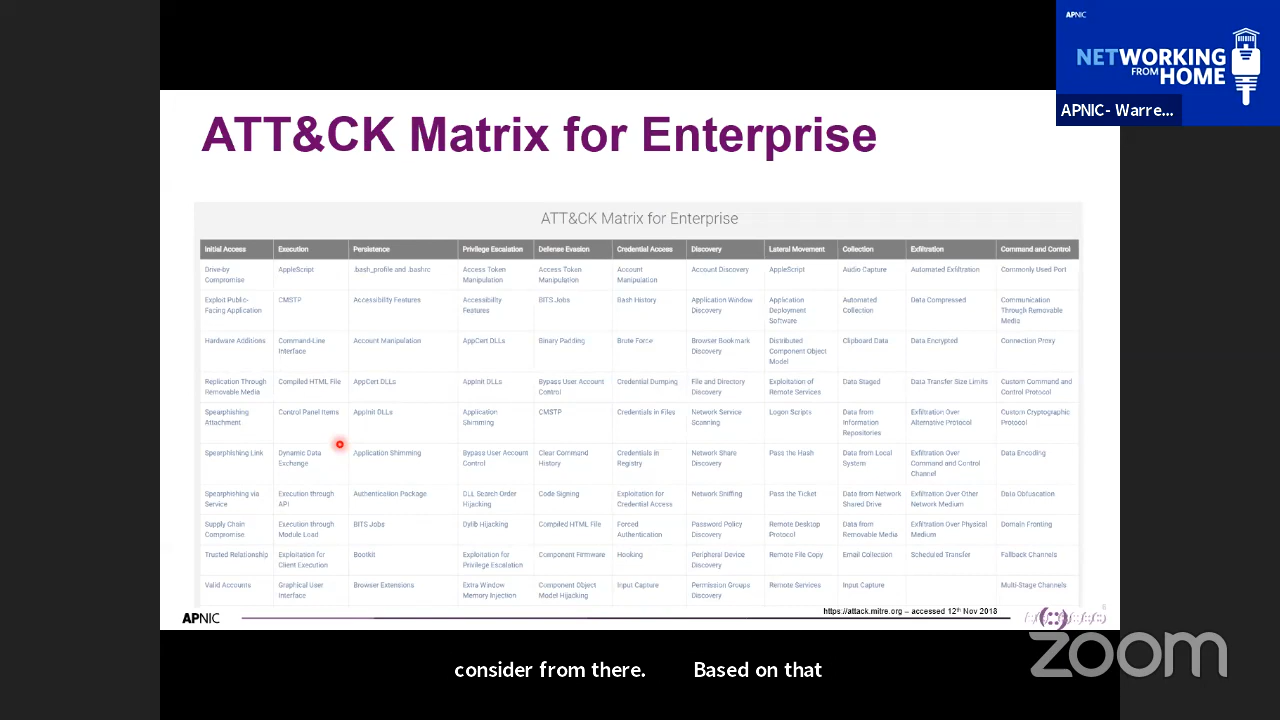 APNIC
NETWORKING
FROM HOME
APNIC- Warre...
ATT&CK Matrix for Enterprise
ATT&CK Matrix for Enterprise
Initial Access Execution Persistence Privilege Escalation Defense Evasion Credential Access Discovery Lateral Movement Collection Exfiltration Command and Control
Drive-by Compromise AppleScript .bash_profile and .bashrc Access Token Manipulation Access Token Manipulation Account Manipulation Account Discovery AppleScript Audio Capture Automated Exfiltration Commonly Used Port
Exploit Public-Facing Application CMSTP Accessibility Features Accessibility Features BITS Jobs Bash History Application Window Discovery Application Deployment Software Automated Collection Data Compressed Communication Through Removable Media
Hardware Additions Command-Line Interface Account Manipulation AppCert DLLs Binary Padding Brute Force Browser Bookmark Discovery Distributed Component Object Model Clipboard Data Data Encrypted Connection Proxy
Replication Through Removable Media Compiled HTML File AppCert DLLs AppInit DLLs Bypass User Account Control Credential Dumping File and Directory Discovery Exploitation of Remote Services Data Staged Data Transfer Size Limits Custom Command and Control Protocol
Spearphishing Attachment Control Panel Items AppInit DLLs Application Shimming CMSTP Credentials in Files Network Service Scanning Logon Scripts Data from Information Repositories Exfiltration Over Alternative Protocol Custom Cryptographic Protocol
Spearphishing Link Dynamic Data Exchange Application Shimming Bypass User Account Control Clear Command History Credentials in Registry Network Share Discovery Pass the Hash Data from Local System Exfiltration Over Command and Control Channel Data Encoding
Spearphishing via Service Execution through API Authentication Package DLL Search Order Hijacking Code Signing Exploitation for Credential Access Network Sniffing Pass the Ticket Data from Network Shared Drive Exfiltration Over Other Network Medium Data Obfuscation
Supply Chain Compromise Execution through Module Load BITS Jobs Dylib Hijacking Compiled HTML File Forced Authentication Password Policy Discovery Remote Desktop Protocol Data from Removable Media Exfiltration Over Physical Medium Domain Fronting
Trusted Relationship Exploitation for Client Execution Bootkit Exploitation for Privilege Escalation Component Firmware Hooking Peripheral Device Discovery Remote File Copy Email Collection Scheduled Transfer Fallback Channels
Valid Accounts Graphical User Interface Browser Extensions Extra Window Memory Injection Component Object Model Hijacking Input Capture Permission Groups Discovery Remote Services Input Capture Multi-Stage Channels
https://attack.mitre.org – accessed 12th Nov 2018
APNIC
zoom
consider from there. Based on that